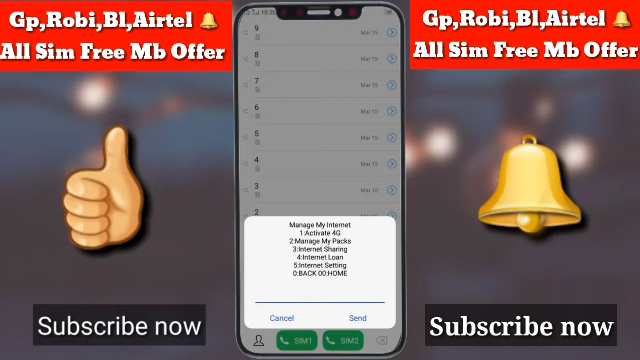 Gp,Robi,Bl,Airtel 🔔
All Sim Free Mb Offer
Subscribe now
9
Mar 15
8
Mar 15
7
Mar 15
6
Mar 15
5
Mar 15
4
Mar 15
3
Mar 15
2
Manage My Internet
1:Activate 4G
2:Manage My Packs
3:Internet Sharing
4:Internet Loan
5:Internet Setting
0:BACK 00:HOME
Cancel Send
SIM1 SIM2
Gp,Robi,Bl,Airtel 🔔
All Sim Free Mb Offer
Subscribe now